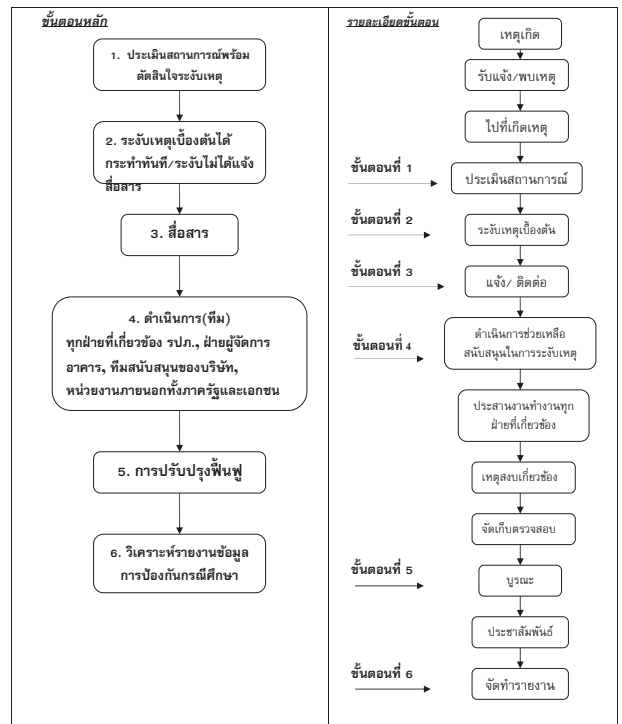 ขั้นตอนหลัก
1. ประเมินสถานการณ์พร้อม
ตัดสินใจระงับเหตุ
2. ระงับเหตุเบื้องต้นได้
กระทำทันที/ระงับไม่ได้แจ้ง
สื่อสาร
3. สื่อสาร
4. ดำเนินการ(ทีม)
ทุกฝ่ายที่เกี่ยวข้อง รปภ., ฝ่ายผู้จัดการ
อาคาร, ทีมสนับสนุนของบริษัท,
หน่วยงานภายนอกทั้งภาครัฐและเอกชน
5. การปรับปรุงฟื้นฟู
6. วิเคราะห์รายงานข้อมูล
การป้องกันกรณีศึกษา
รายละเอียดขั้นตอน
เหตุเกิด
รับแจ้ง/พบเหตุ
ไปที่เกิดเหตุ
ขั้นตอนที่ 1
ประเมินสถานการณ์
ขั้นตอนที่ 2
ระงับเหตุเบื้องต้น
ขั้นตอนที่ 3
แจ้ง/ ติดต่อ
ขั้นตอนที่ 4
ดำเนินการช่วยเหลือ
สนับสนุนในการระงับเหตุ
ประสานงานทำงานทุก
ฝ่ายที่เกี่ยวข้อง
เหตุสงบเกี่ยวข้อง
จัดเก็บตรวจสอบ
ขั้นตอนที่ 5
บูรณะ
ประชาสัมพันธ์
ขั้นตอนที่ 6
จัดทำรายงาน